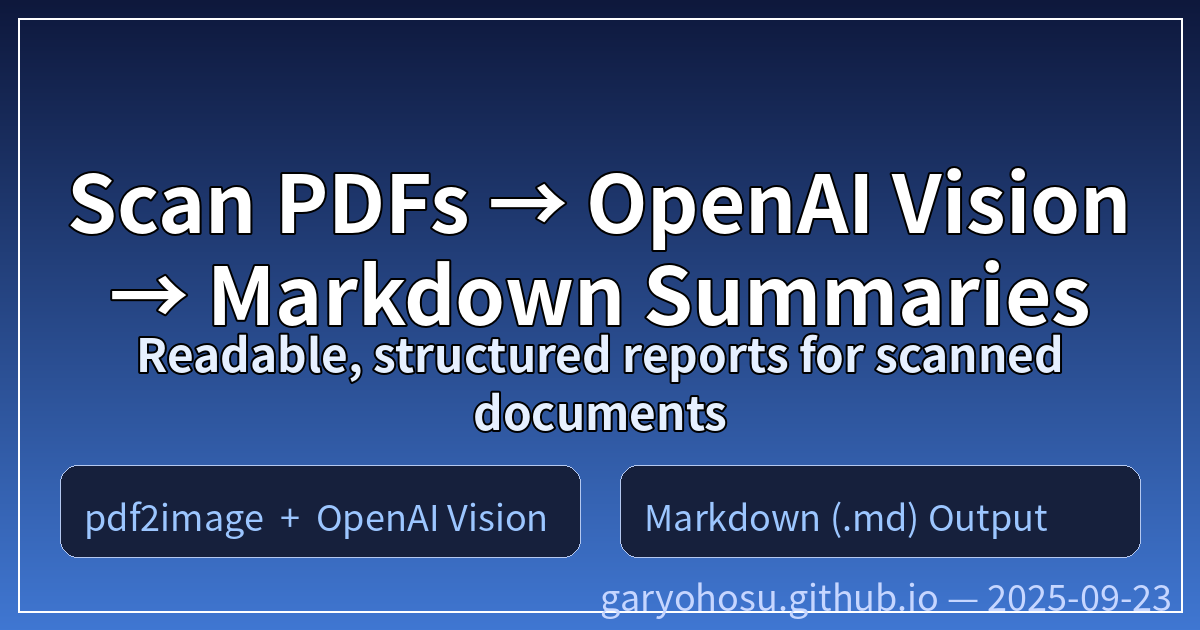 Scan PDFs → OpenAI Vision
→ Markdown Summaries
Readable, structured reports for scanned
documents
pdf2image + OpenAI Vision
Markdown (.md) Output
garyohosu.github.io — 2025-09-23